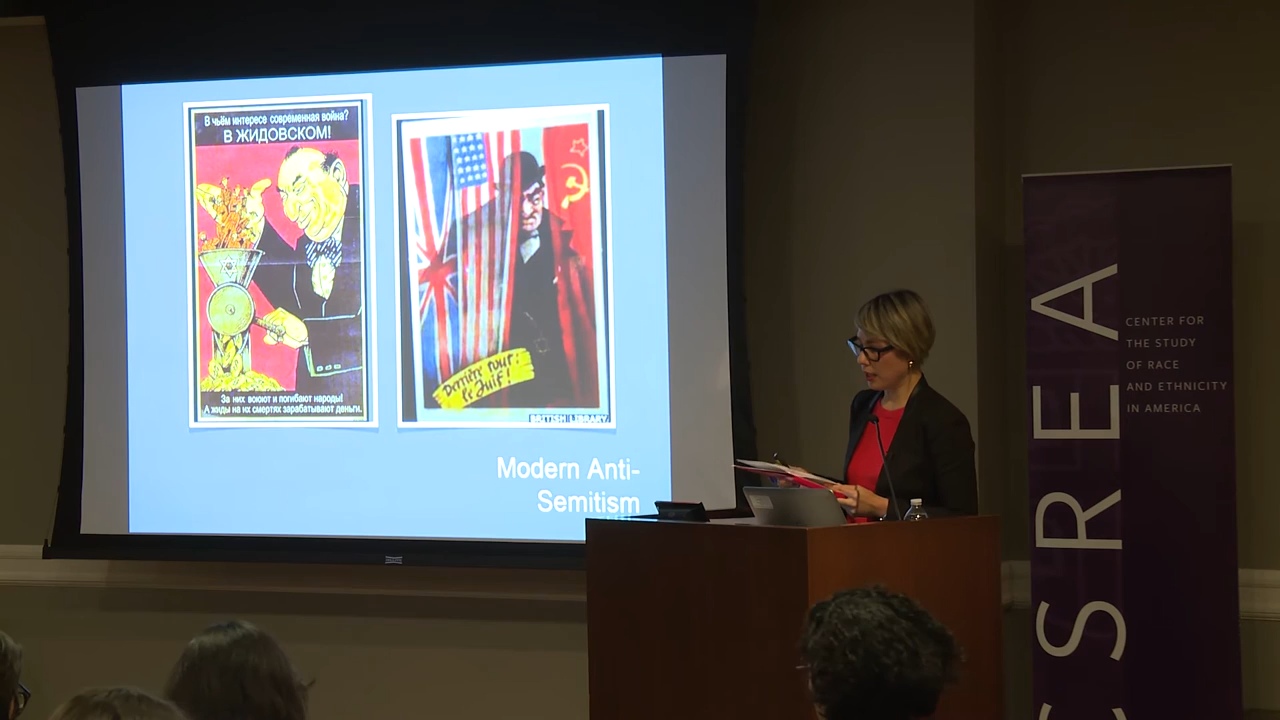 В чьём интересе современная война?
В ЖИДОВСКОМ!
За них воюют и погибают народы!
А жиды на их смертях зарабатывают деньги.
Derrière tout:
le Juif!
BRITISH LIBRARY
Modern Anti-
Semitism
CSREA
CENTER FOR
THE STUDY
OF RACE
AND ETHNICITY
IN AMERICA